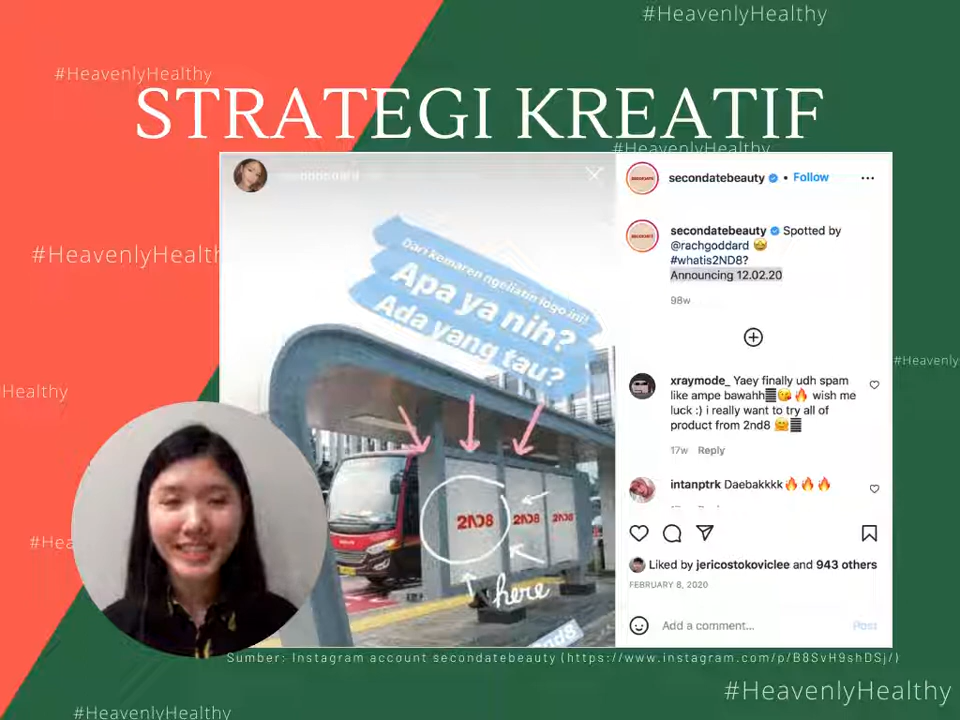 #HeavenlyHealthy
#HeavenlyHealthy
STRATEGI KREATIF
#HeavenlyHealthy
secondatebeauty • Follow
secondatebeauty Spotted by
@rachgoddard 🤩
#whatis2ND8?
Announcing 12.02.20
98w
#HeavenlyHealth
Dari kemaren ngeliatin logo ini!
Apa ya nih?
Ada yang tau?
#Heavenly
Healthy
xraymode_ Yaey finally udh spam
like ampe bawahh😘🔥 wish me
luck :) i really want to try all of
product from 2nd8 🤗
17w Reply
intanptrk Daebakkkk🔥🔥🔥
2ND8
2ND8
2ND8
here
2nd8
#Hea
Liked by jericostokoviclee and 943 others
FEBRUARY 8, 2020
Add a comment...
Post
Sumber: Instagram account secondatebeauty (https://www.instagram.com/p/B8SvH9shDSj/)
#HeavenlyHealthy
#HeavenlyHealthy